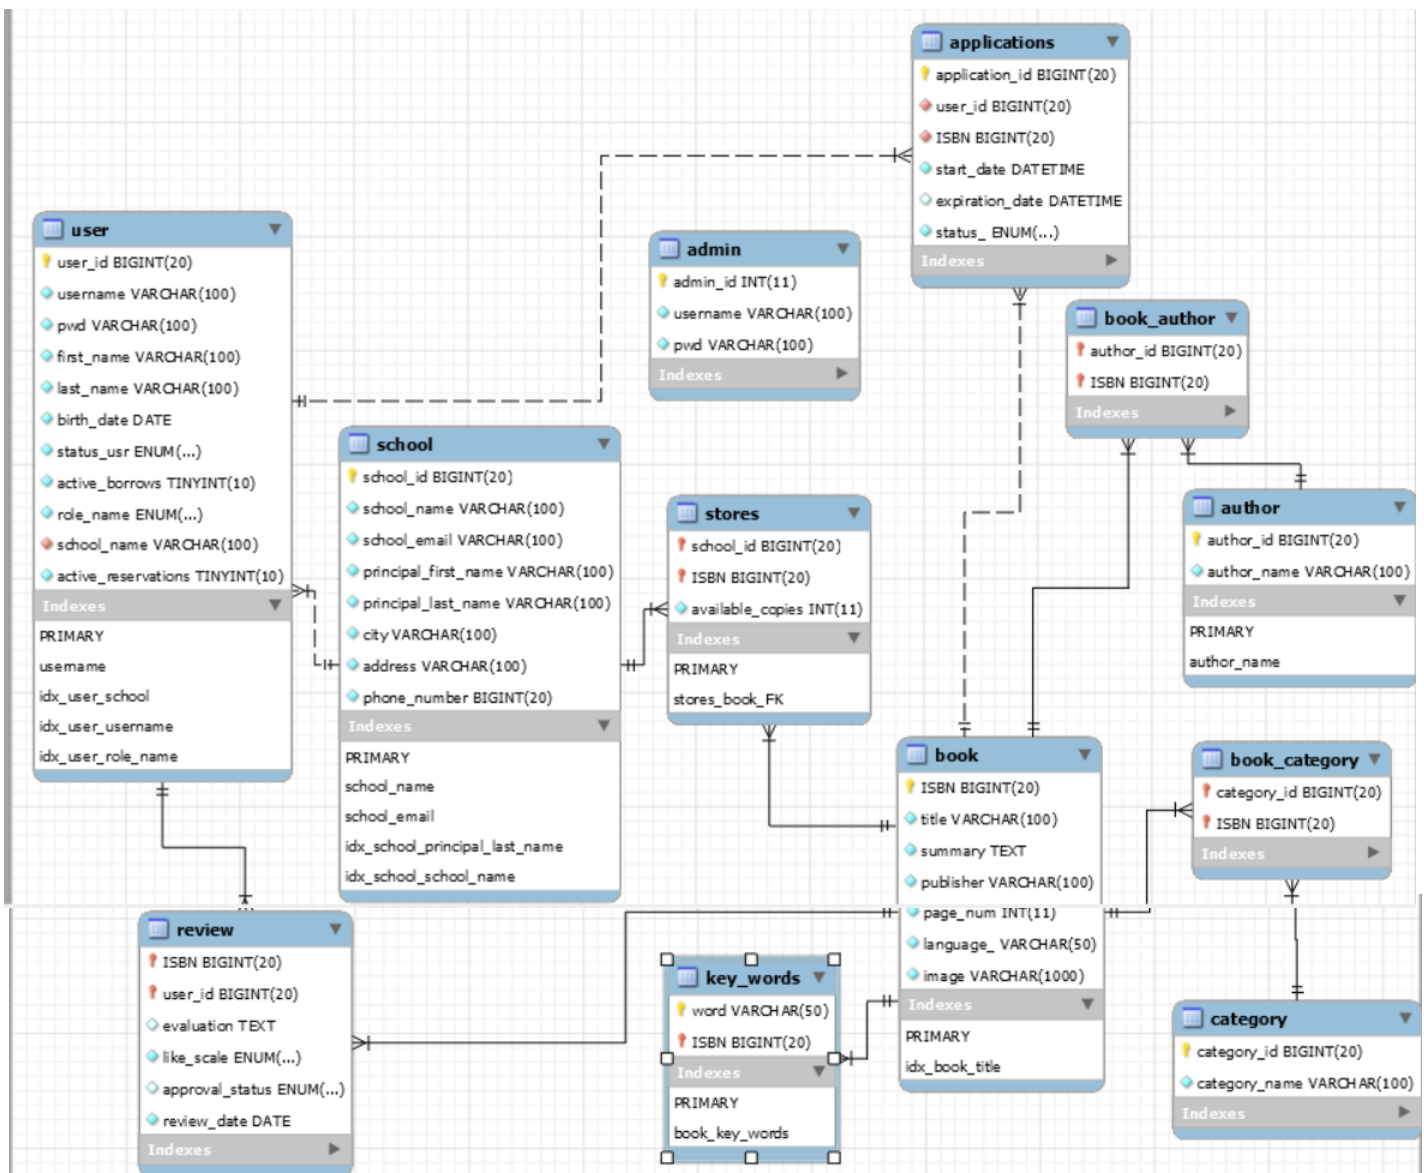 applications
application_id BIGINT(20)
user_id BIGINT(20)
ISBN BIGINT(20)
start_date DATETIME
expiration_date DATETIME
status_ ENUM(...)
Indexes
user
user_id BIGINT(20)
username VARCHAR(100)
pwd VARCHAR(100)
first_name VARCHAR(100)
last_name VARCHAR(100)
birth_date DATE
status_usr ENUM(...)
active_borrows TINYINT(10)
role_name ENUM(...)
school_name VARCHAR(100)
active_reservations TINYINT(10)
Indexes
PRIMARY
username
idx_user_school
idx_user_username
idx_user_role_name
admin
admin_id INT(11)
username VARCHAR(100)
pwd VARCHAR(100)
Indexes
book_author
author_id BIGINT(20)
ISBN BIGINT(20)
Indexes
school
school_id BIGINT(20)
school_name VARCHAR(100)
school_email VARCHAR(100)
principal_first_name VARCHAR(100)
principal_last_name VARCHAR(100)
city VARCHAR(100)
address VARCHAR(100)
phone_number BIGINT(20)
Indexes
PRIMARY
school_name
school_email
idx_school_principal_last_name
idx_school_school_name
stores
school_id BIGINT(20)
ISBN BIGINT(20)
available_copies INT(11)
Indexes
PRIMARY
stores_book_FK
author
author_id BIGINT(20)
author_name VARCHAR(100)
Indexes
PRIMARY
author_name
book
ISBN BIGINT(20)
title VARCHAR(100)
summary TEXT
publisher VARCHAR(100)
page_num INT(11)
language_ VARCHAR(50)
image VARCHAR(1000)
Indexes
PRIMARY
idx_book_title
book_category
category_id BIGINT(20)
ISBN BIGINT(20)
Indexes
review
ISBN BIGINT(20)
user_id BIGINT(20)
evaluation TEXT
like_scale ENUM(...)
approval_status ENUM(...)
review_date DATE
Indexes
key_words
word VARCHAR(50)
ISBN BIGINT(20)
Indexes
PRIMARY
book_key_words
category
category_id BIGINT(20)
category_name VARCHAR(100)
Indexes